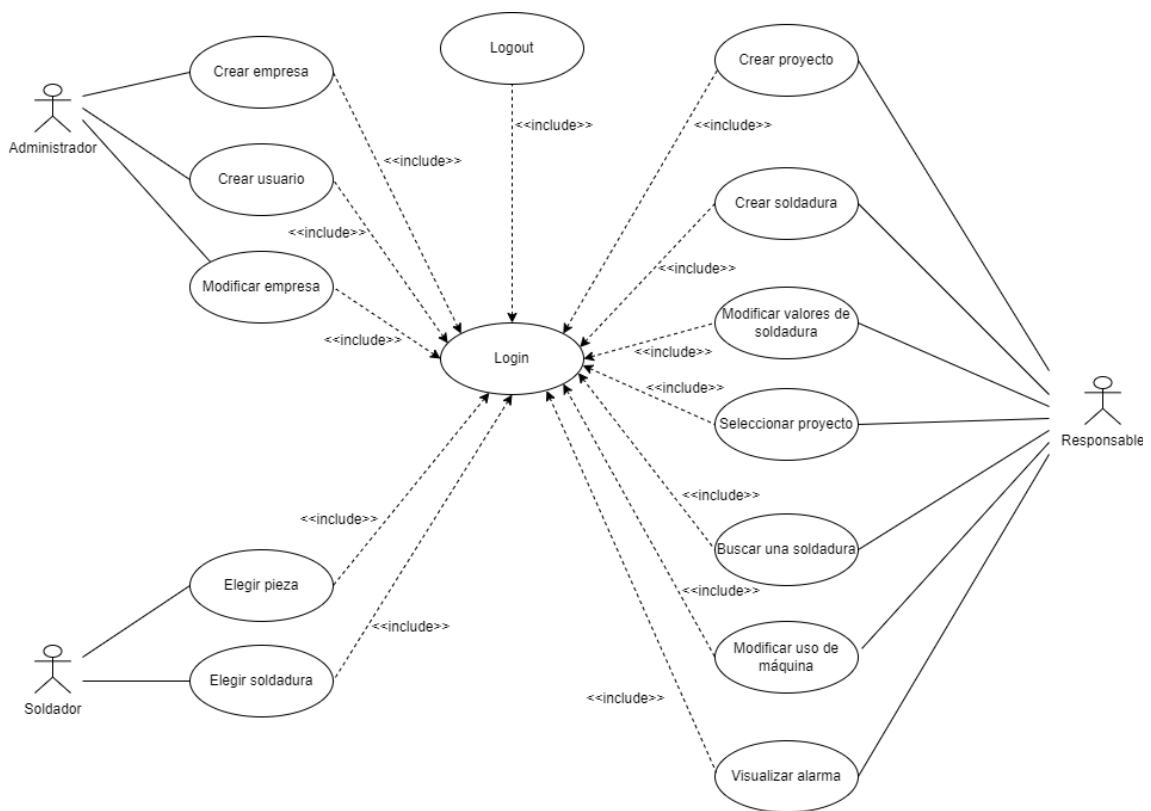 Logout
Crear empresa
Crear proyecto
<<include>>
<<include>>
Administrador
<<include>>
Crear usuario
Crear soldadura
<<include>>
<<include>>
Modificar empresa
Modificar valores de
soldadura
<<include>>
<<include>>
Login
<<include>>
Seleccionar proyecto
Responsable
<<include>>
<<include>>
Buscar una soldadura
Elegir pieza
<<include>>
<<include>>
Modificar uso de
máquina
Elegir soldadura
<<include>>
Soldador
Visualizar alarma